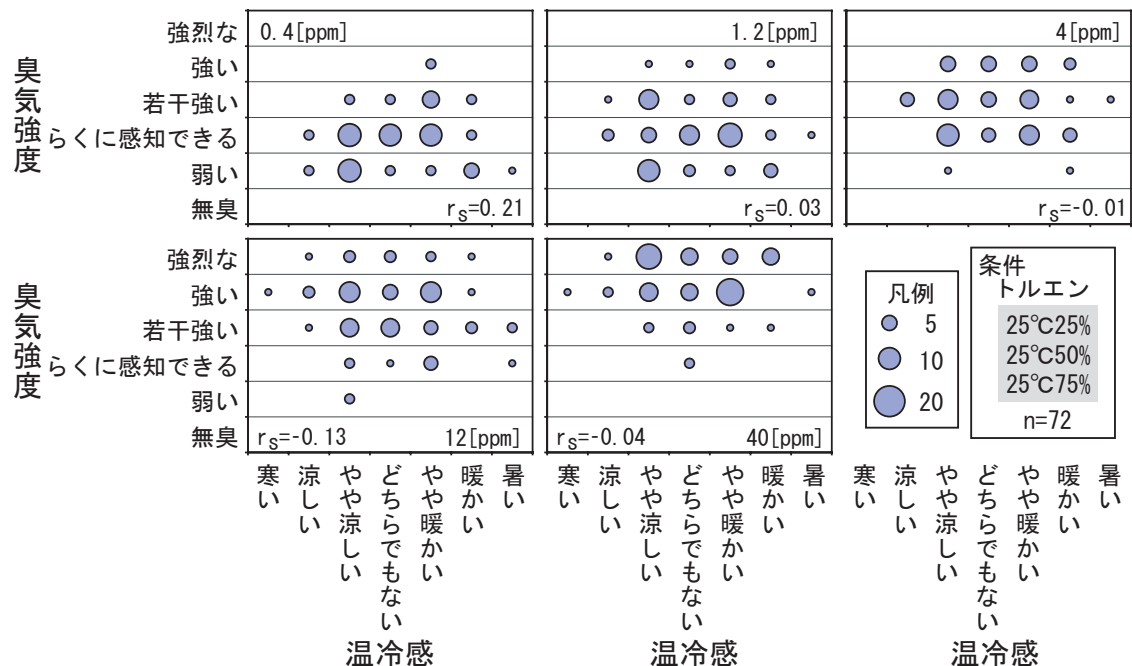 臭気強度
強烈な
強い
若干強い
らくに感知できる
弱い
無臭
0.4[ppm]
rS=0.21
1.2[ppm]
rS=0.03
4[ppm]
rS=-0.01
臭気強度
強烈な
強い
若干強い
らくに感知できる
弱い
無臭
rS=-0.13
12[ppm]
rS=-0.04
40[ppm]
凡例
5
10
20
条件
トルエン
25℃25%
25℃50%
25℃75%
n=72
寒い
涼しい
やや涼しい
どちらでもない
やや暖かい
暖かい
暑い
温冷感
寒い
涼しい
やや涼しい
どちらでもない
やや暖かい
暖かい
暑い
温冷感
寒い
涼しい
やや涼しい
どちらでもない
やや暖かい
暖かい
暑い
温冷感